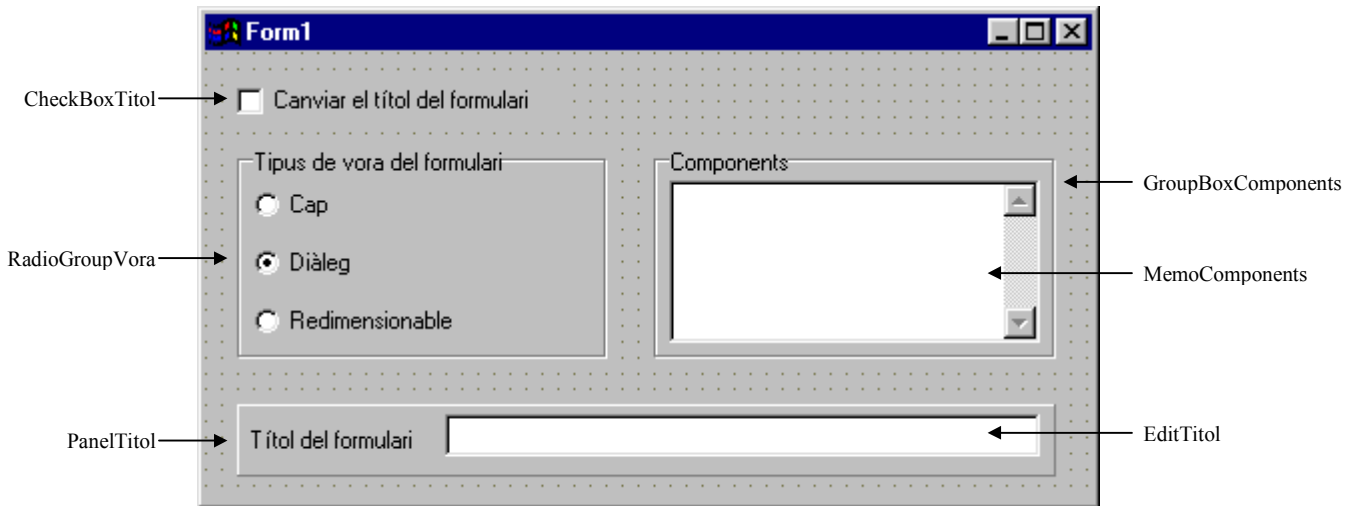 Form1
CheckBoxTitol
Canviar el títol del formulari
Tipus de vora del formulari
Components
GroupBoxComponents
Cap
RadioGroupVora
Diàleg
MemoComponents
Redimensionable
PanelTitol
Títol del formulari
EditTitol